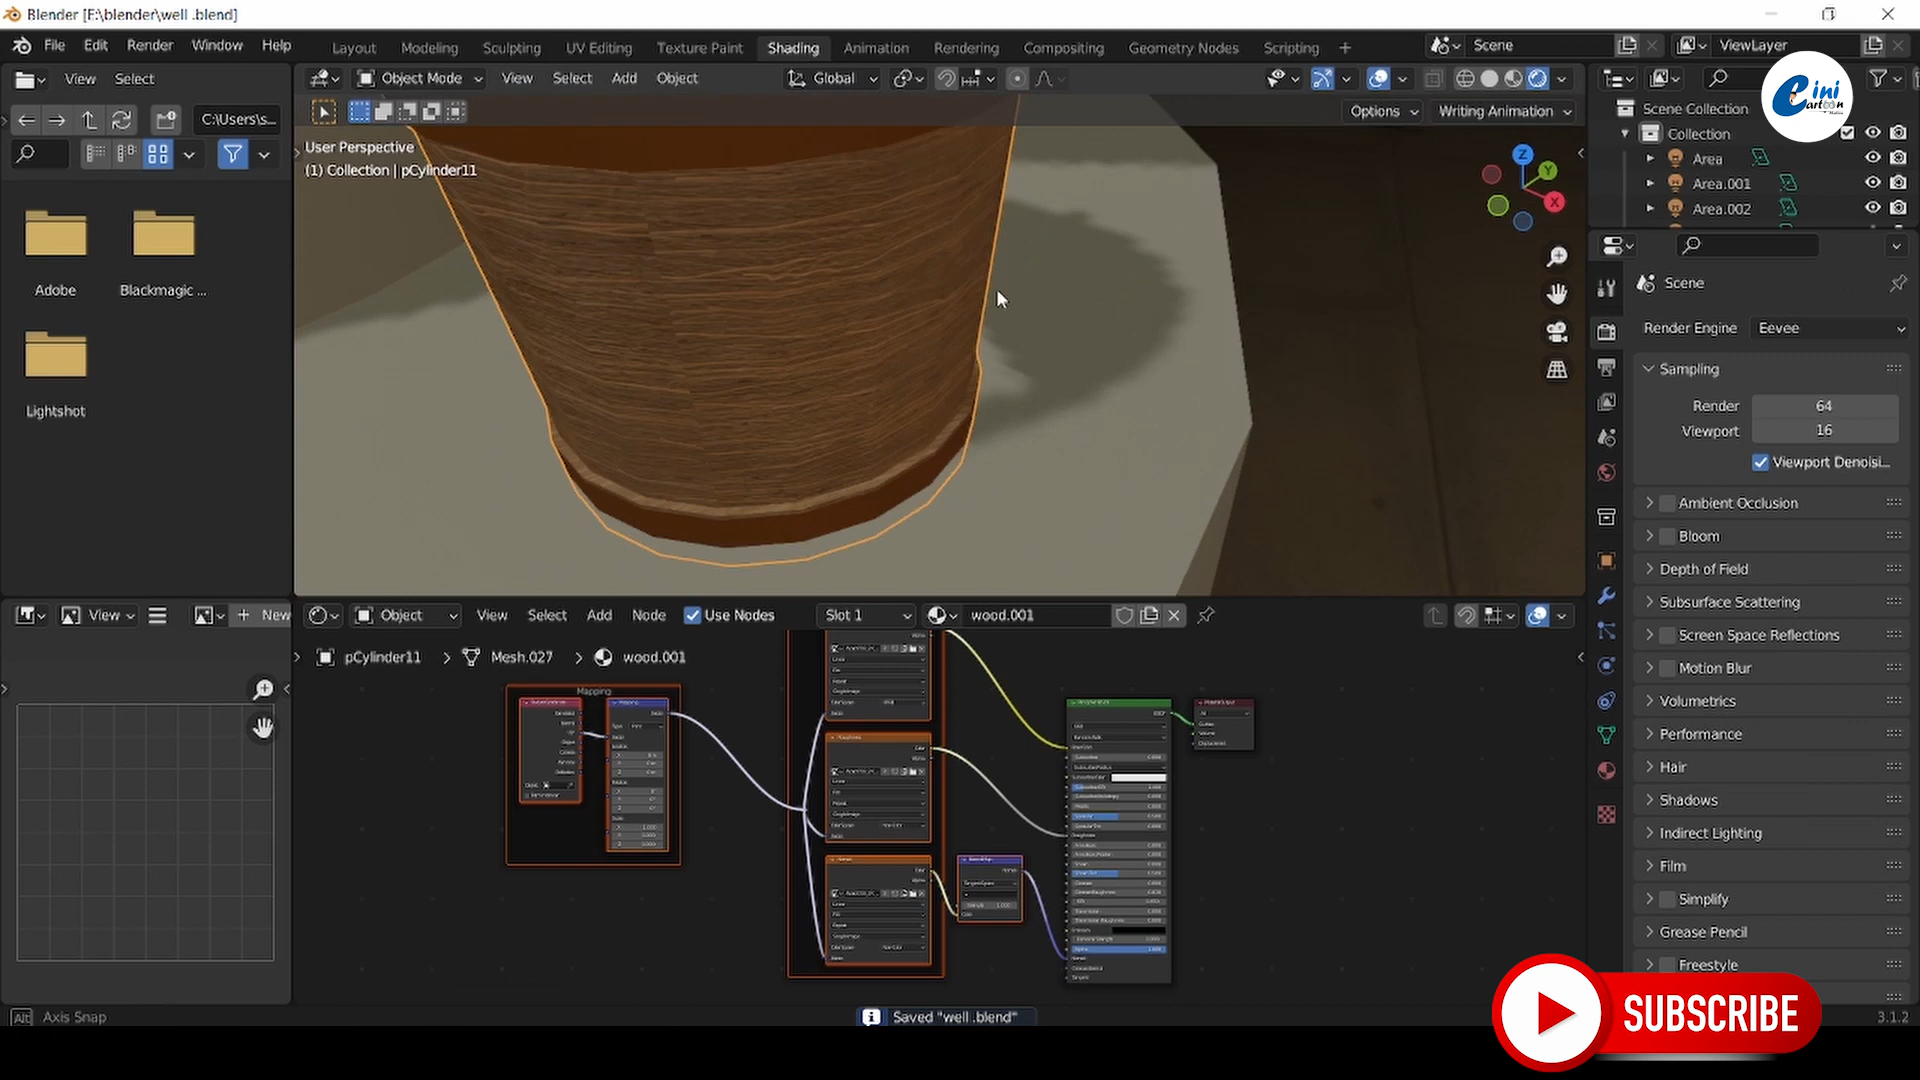 Blender [E:\blender\well .blend]
File Edit Render Window Help
Layout Modeling Sculpting UV Editing Texture Paint Shading Animation Rendering Compositing Geometry Nodes Scripting
Scene
ViewLayer
View Select
Object Mode View Select Add Object
Global
Options
Writing Animation
C:\Users\s...
User Perspective
(1) Collection | pCylinder11
Z
Y
X
Adobe
Blackmagic ...
Lightshot
ini
Cartoon
Scene Collection
Collection
Area
Area.001
Area.002
Scene
Render Engine Eevee
Sampling
Render 64
Viewport 16
Viewport Denoisi...
Ambient Occlusion
Bloom
Depth of Field
Subsurface Scattering
Screen Space Reflections
Motion Blur
Volumetrics
Performance
Hair
Shadows
Indirect Lighting
Film
Simplify
Grease Pencil
Freestyle
View
New
Object View Select Add Node Use Nodes
Slot 1
wood.001
pCylinder11 > Mesh.027 > wood.001
Mapping
Alt Axis Snap
Saved "well .blend"
3.1.2
SUBSCRIBE